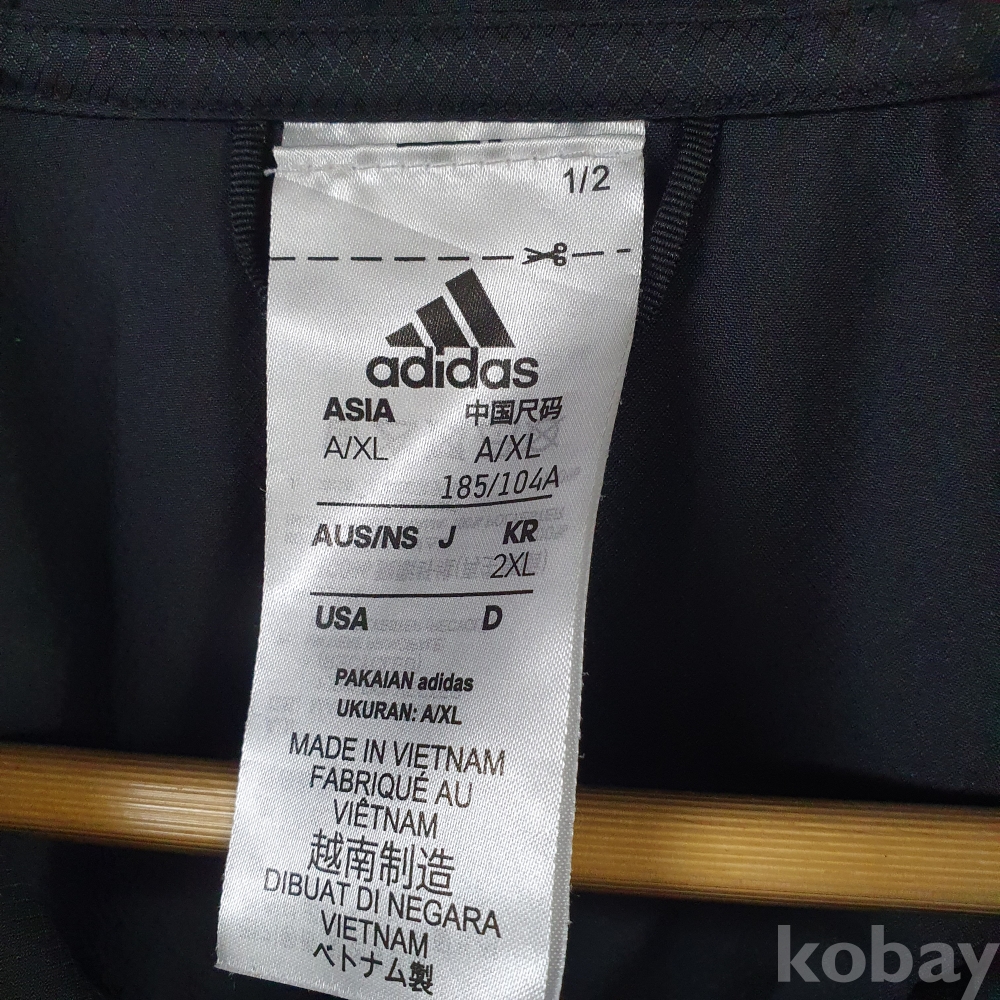 1/2
adidas
ASIA 中国尺码
A/XL A/XL
185/104A
AUS/NS J KR
2XL
USA D
PAKAIAN adidas
UKURAN: A/XL
MADE IN VIETNAM
FABRIQUÉ AU
VIÊTNAM
越南制造
DIBUAT DI NEGARA
VIETNAM
ベトナム製
kobay